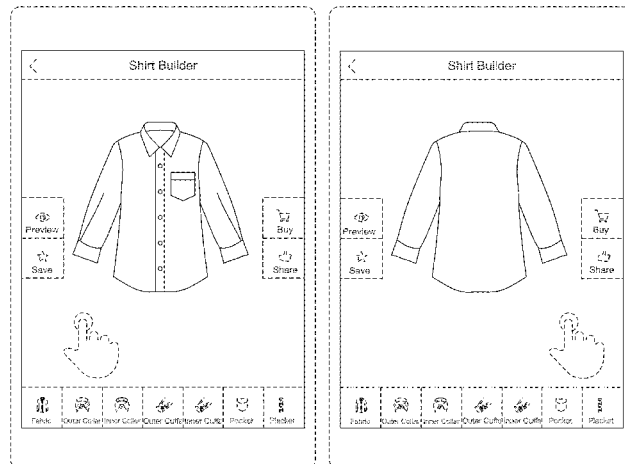 Shirt Builder
Preview
Buy
Save
Share
Fabric Outer Collar Inner Collar Outer Cuffs Inner Cuffs Pocket Placket
Shirt Builder
Preview
Buy
Save
Share
Fabric Outer Collar Inner Collar Outer Cuffs Inner Cuffs Pocket Placket